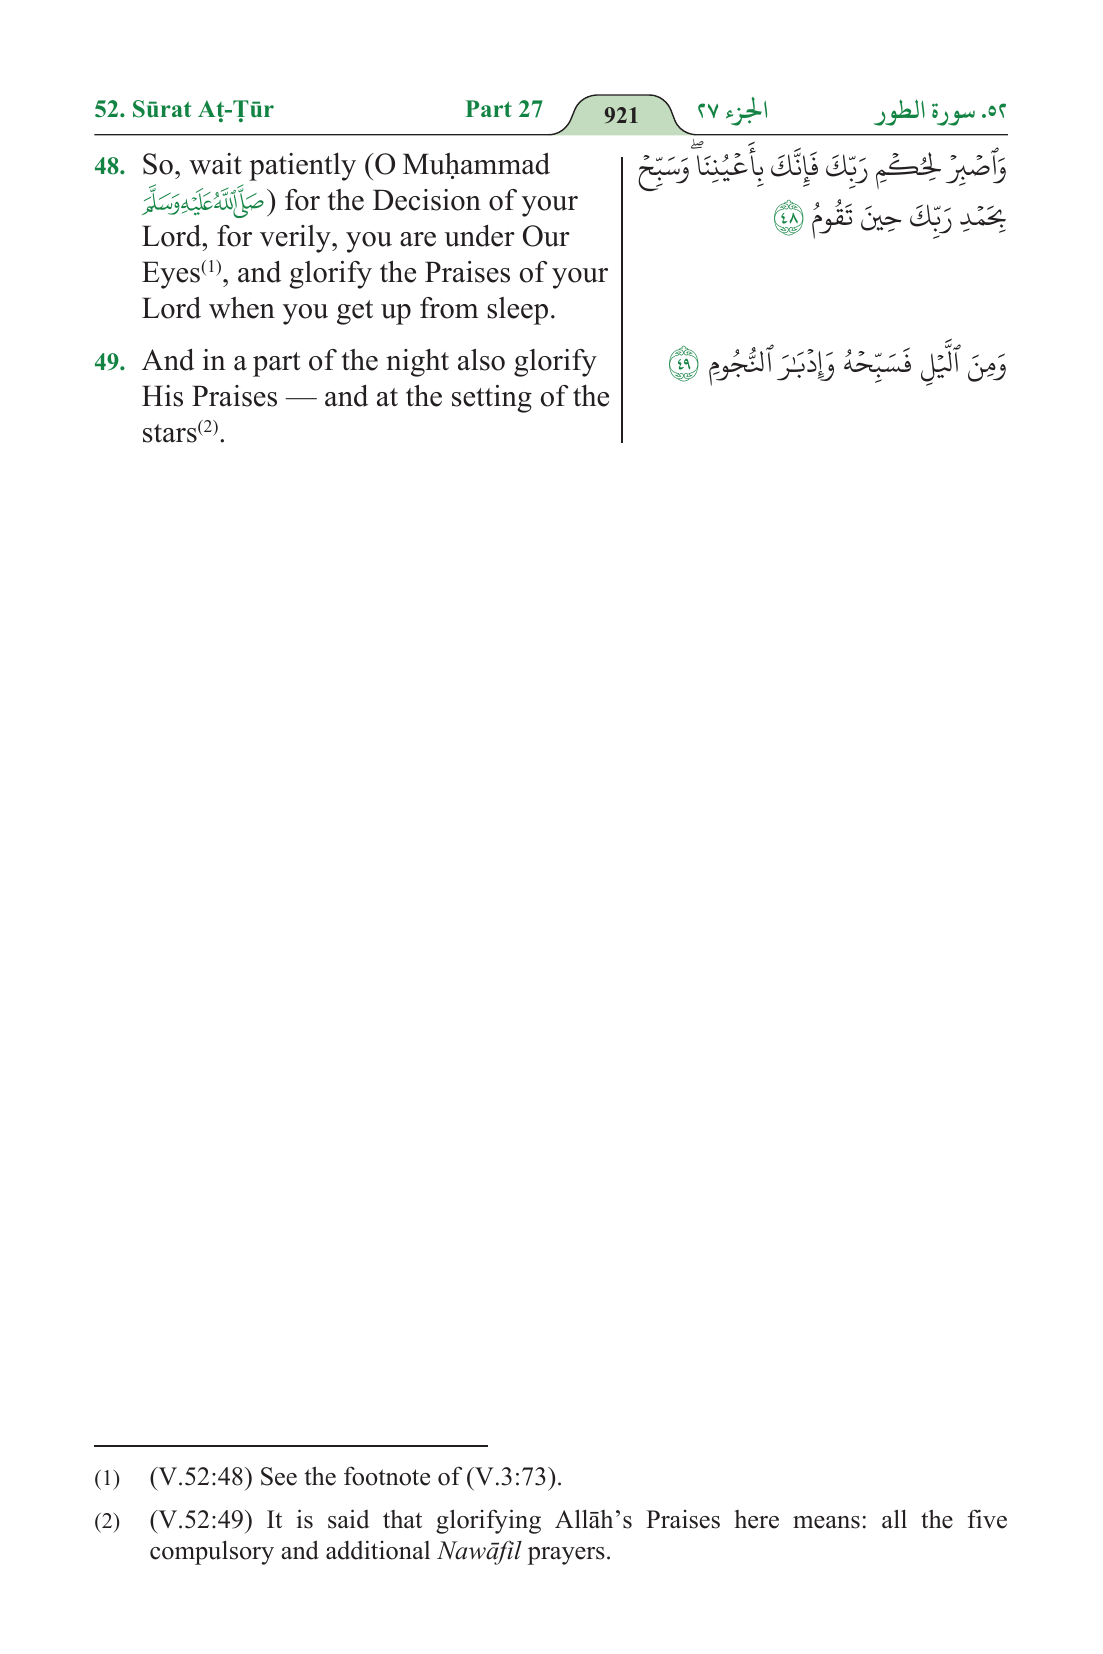 52. Sūrat Aṭ-Ṭūr Part 27 921 الجزء ٢٧ ٥٢. سورة الطور
48. So, wait patiently (O Muḥammad
صَلَّى اللَّهُ عَلَيْهِ وَسَلَّمَ) for the Decision of your
Lord, for verily, you are under Our
Eyes(1), and glorify the Praises of your
Lord when you get up from sleep.
وَٱصْبِرْ لِحُكْمِ رَبِّكَ فَإِنَّكَ بِأَعْيُنِنَا ۖ وَسَبِّحْ
بِحَمْدِ رَبِّكَ حِينَ تَقُومُ ٤٨
49. And in a part of the night also glorify
His Praises — and at the setting of the
stars(2).
وَمِنَ ٱلَّيْلِ فَسَبِّحْهُ وَإِدْبَٰرَ ٱلنُّجُومِ ٤٩
(1) (V.52:48) See the footnote of (V.3:73).
(2) (V.52:49) It is said that glorifying Allāh’s Praises here means: all the five
compulsory and additional Nawāfil prayers.